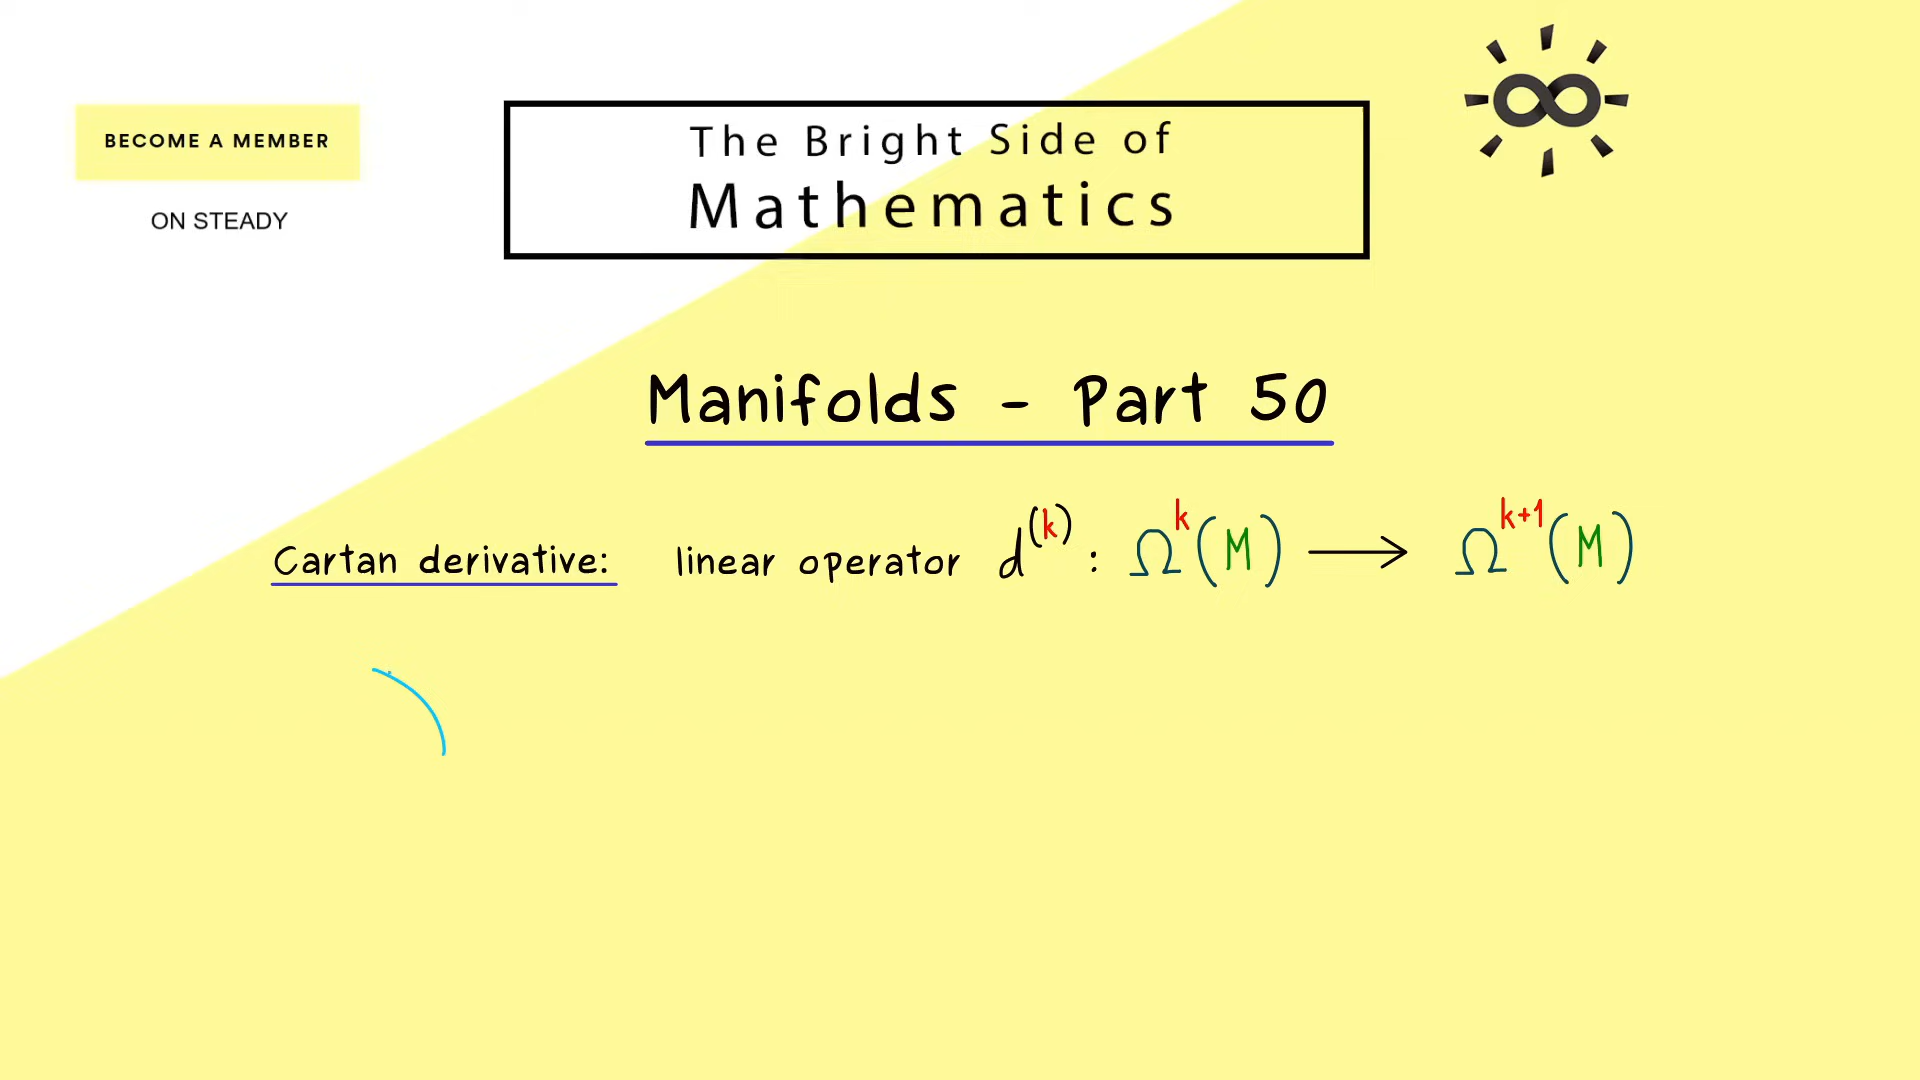 BECOME A MEMBER
ON STEADY
The Bright Side of
Mathematics
Manifolds - Part 50
Cartan derivative: linear operator d^(k) : Ω^k(M) ⟶ Ω^k+1(M)